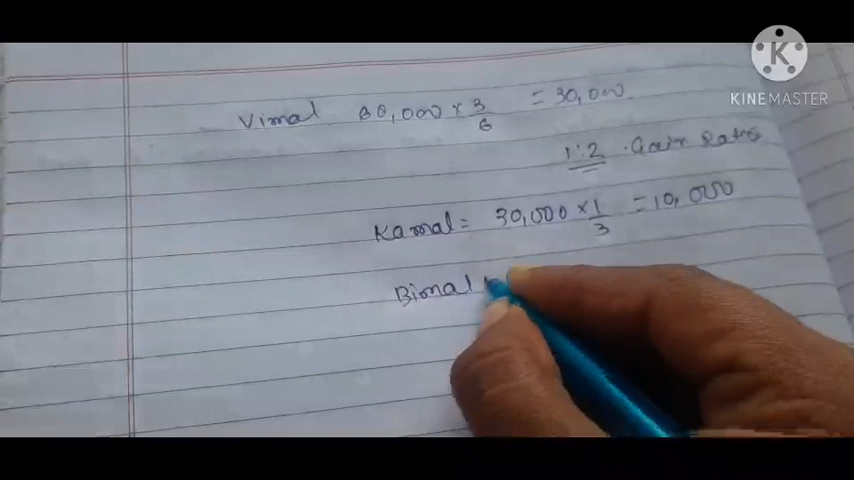 Vimal 60,000 × 3/6 = 30,000
1:2 Gain Ratio
Kamal = 30,000 × 1/3 = 10,000
Bimal
K
KINEMASTER